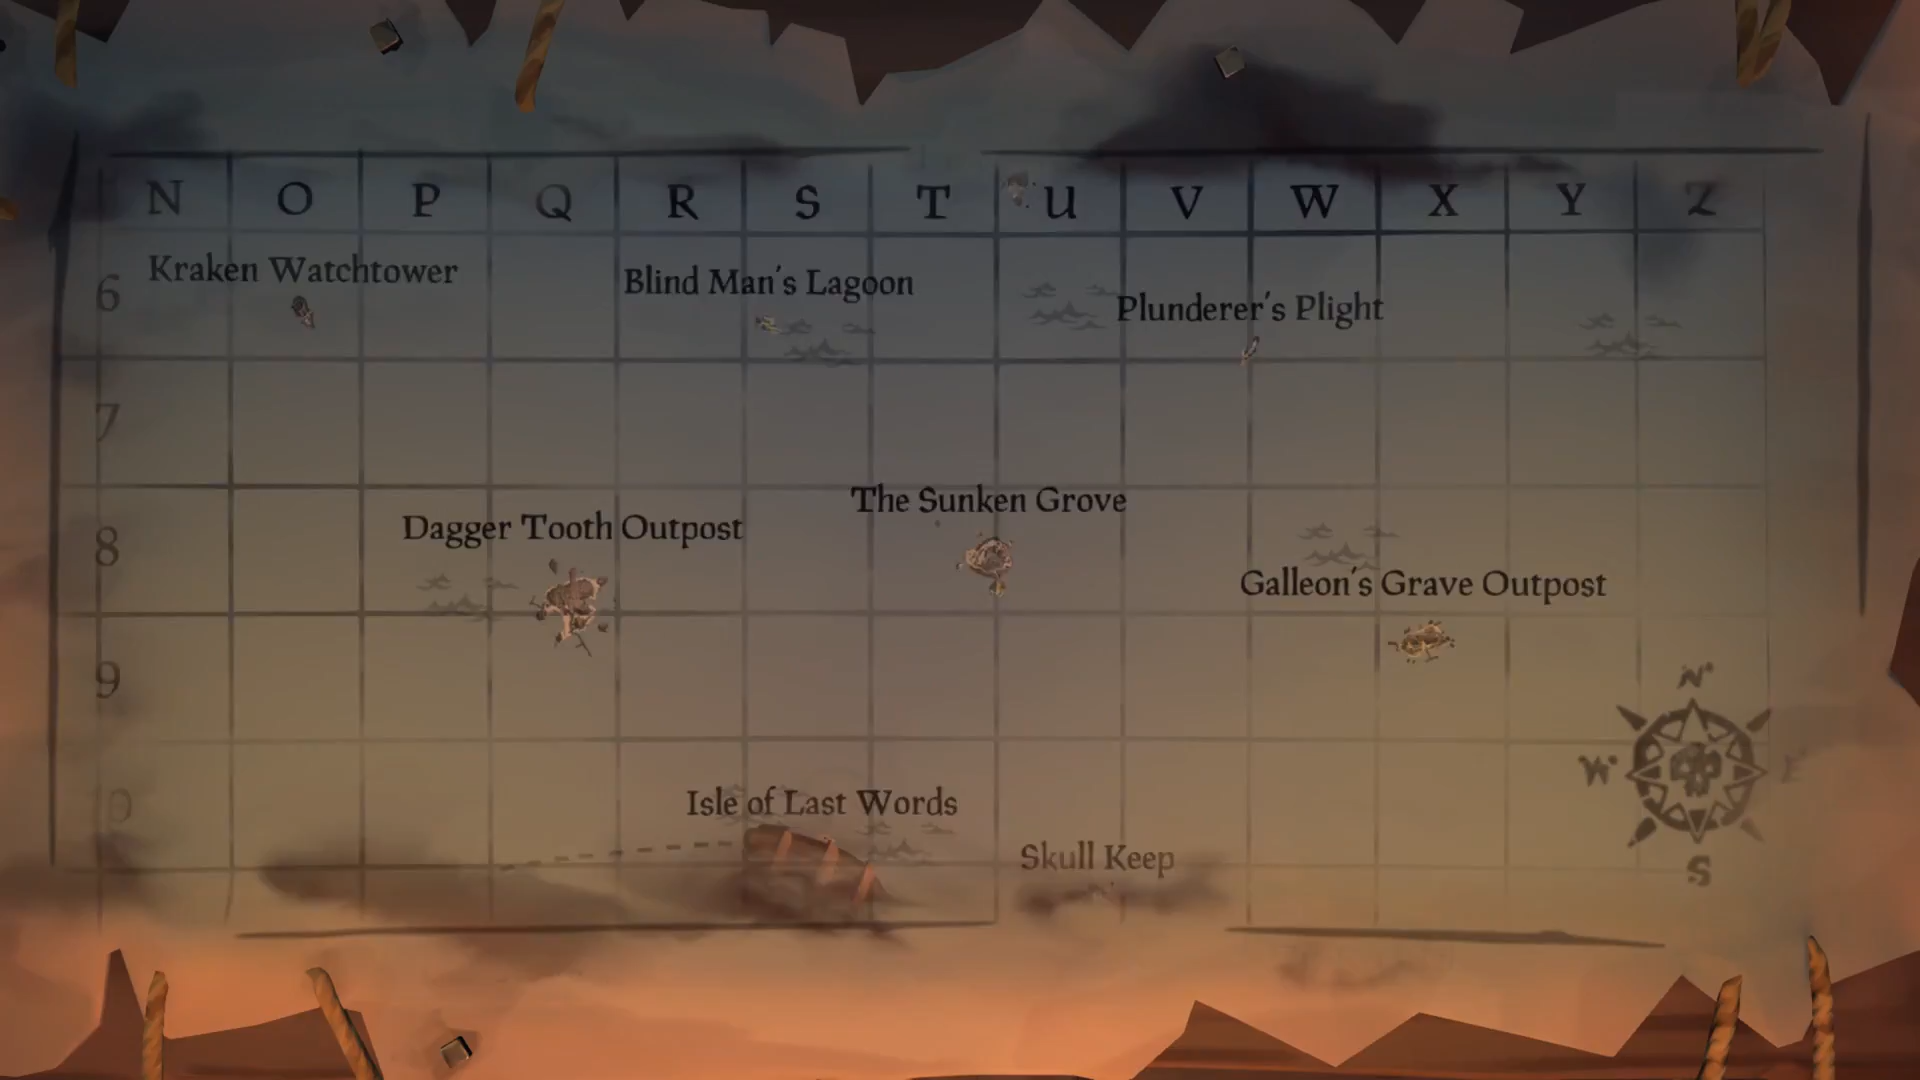 N O P Q R S T U V W X Y Z
Kraken Watchtower
Blind Man's Lagoon
6
Plunderer's Plight
7
The Sunken Grove
Dagger Tooth Outpost
8
Galleon's Grave Outpost
9
N
W E
Isle of Last Words
0
Skull Keep
S